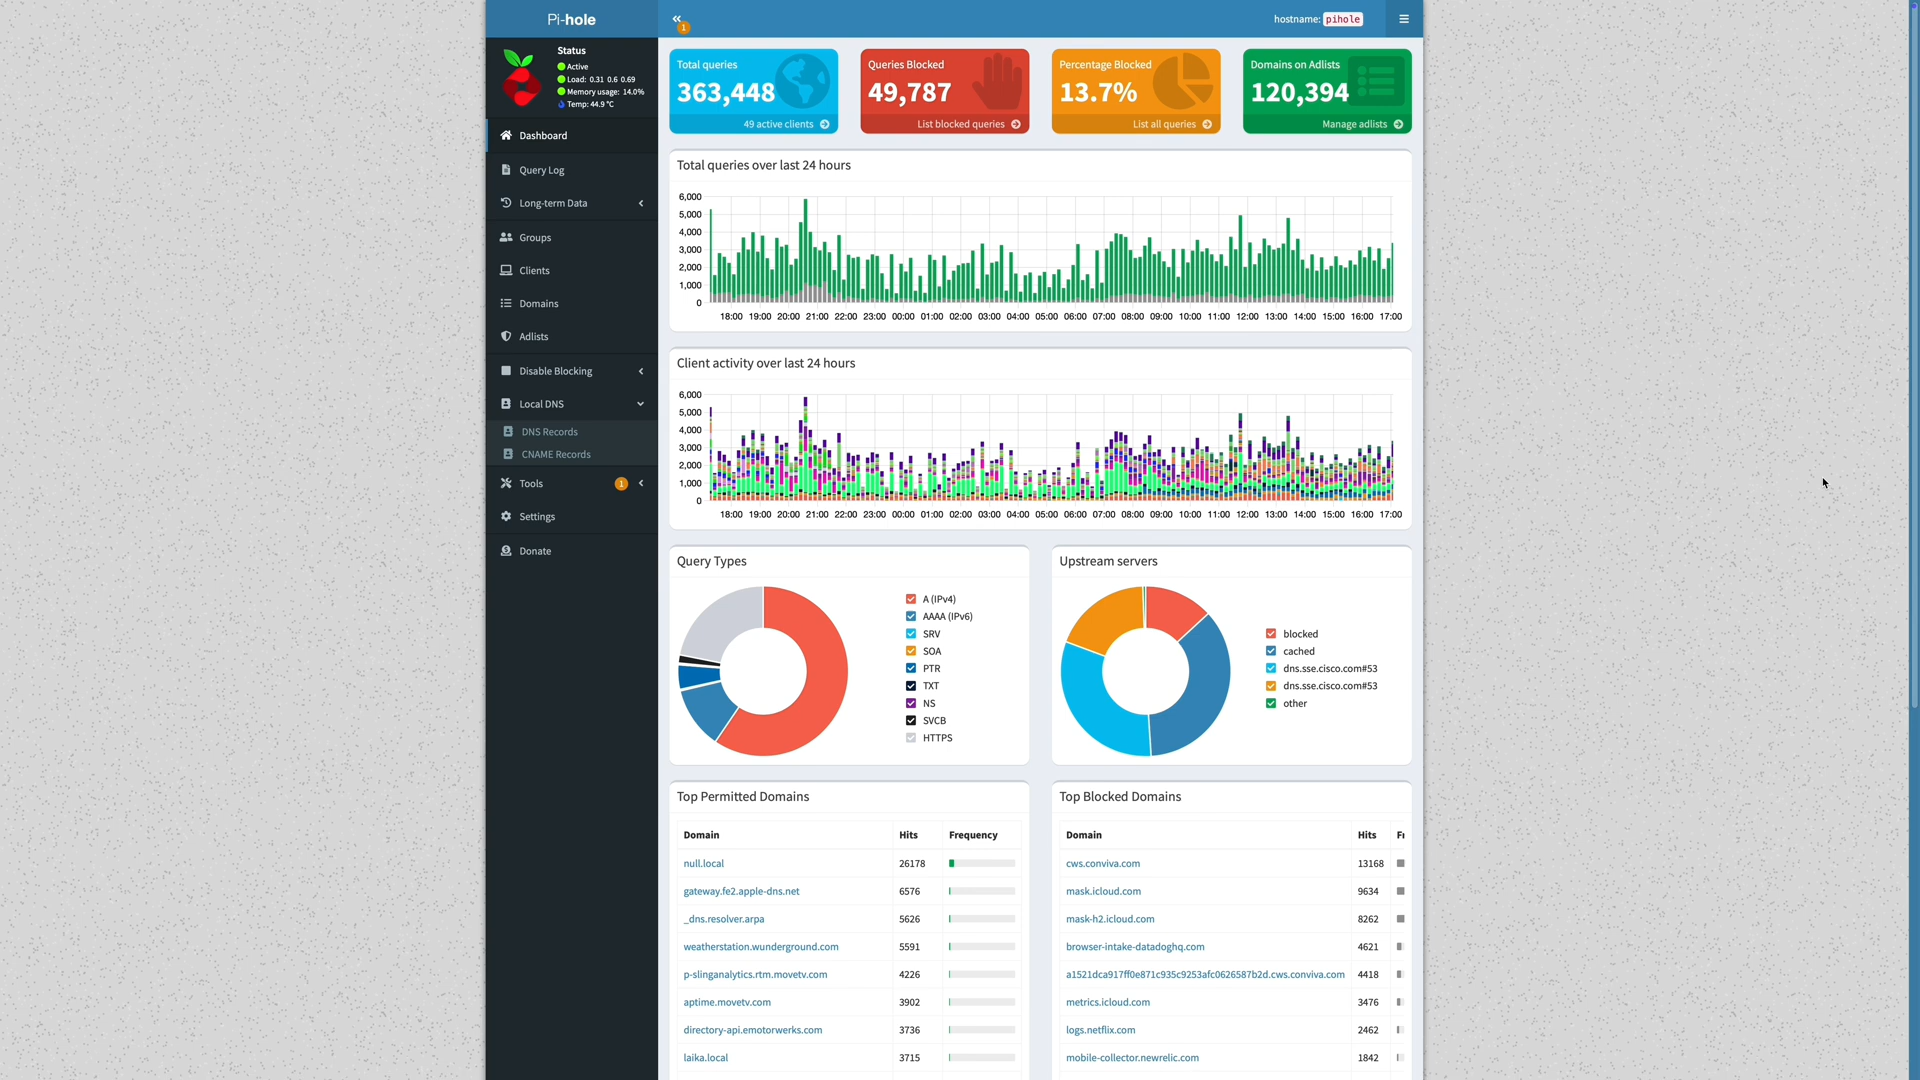 Pi-hole
1
hostname: pihole
Status
Active
Load: 0.31 0.6 0.69
Memory usage: 14.0%
Temp: 44.9 °C
Dashboard
Query Log
Long-term Data
Groups
Clients
Domains
Adlists
Disable Blocking
Local DNS
DNS Records
CNAME Records
Tools 1
Settings
Donate
Total queries
363,448
49 active clients
Queries Blocked
49,787
List blocked queries
Percentage Blocked
13.7%
List all queries
Domains on Adlists
120,394
Manage adlists
Total queries over last 24 hours
6,000
5,000
4,000
3,000
2,000
1,000
0
18:00 19:00 20:00 21:00 22:00 23:00 00:00 01:00 02:00 03:00 04:00 05:00 06:00 07:00 08:00 09:00 10:00 11:00 12:00 13:00 14:00 15:00 16:00 17:00
Client activity over last 24 hours
6,000
5,000
4,000
3,000
2,000
1,000
0
18:00 19:00 20:00 21:00 22:00 23:00 00:00 01:00 02:00 03:00 04:00 05:00 06:00 07:00 08:00 09:00 10:00 11:00 12:00 13:00 14:00 15:00 16:00 17:00
Query Types
A (IPv4)
AAAA (IPv6)
SRV
SOA
PTR
TXT
NS
SVCB
HTTPS
Upstream servers
blocked
cached
dns.sse.cisco.com#53
dns.sse.cisco.com#53
other
Top Permitted Domains
Domain Hits Frequency
null.local 26178
gateway.fe2.apple-dns.net 6576
_dns.resolver.arpa 5626
weatherstation.wunderground.com 5591
p-slinganalytics.rtm.movetv.com 4226
aptime.movetv.com 3902
directory-api.emotorwerks.com 3736
laika.local 3715
Top Blocked Domains
Domain Hits
cws.conviva.com 13168
mask.icloud.com 9634
mask-h2.icloud.com 8262
browser-intake-datadoghq.com 4621
a1521dca917ff0e871c935c9253afc0626587b2d.cws.conviva.com 4418
metrics.icloud.com 3476
logs.netflix.com 2462
mobile-collector.newrelic.com 1842